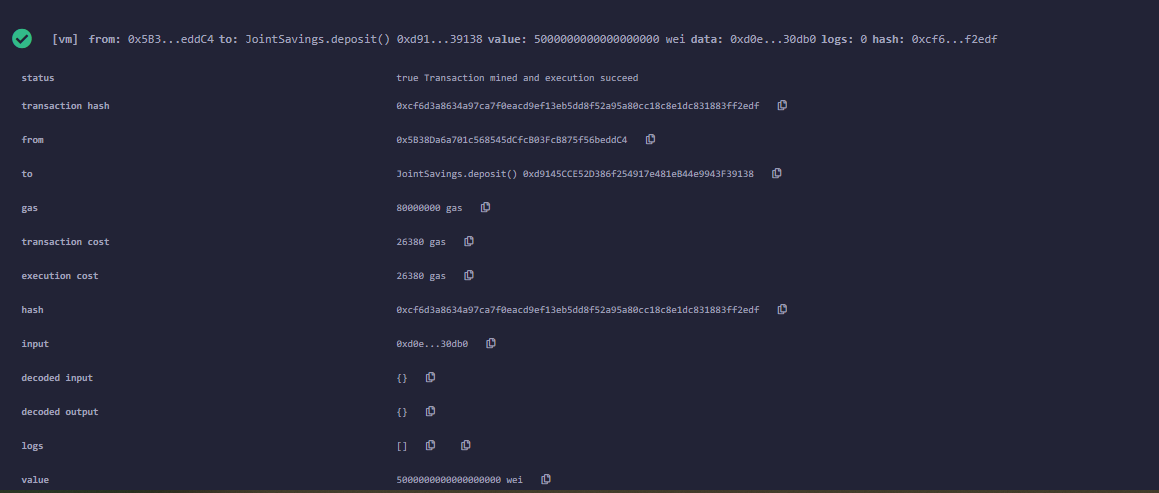 [vm] from: 0x5B3...eddC4 to: JointSavings.deposit() 0xd91...39138 value: 5000000000000000000 wei data: 0xd0e...30db0 logs: 0 hash: 0xcf6...f2edf
status true Transaction mined and execution succeed
transaction hash 0xcf6d3a8634a97ca7f0eacd9ef13eb5dd8f52a95a80cc18c8e1dc831883ff2edf
from 0x5B38Da6a701c568545dCfcB03FcB875f56beddC4
to JointSavings.deposit() 0xd9145CCE52D386f254917e481eB44e9943F39138
gas 80000000 gas
transaction cost 26380 gas
execution cost 26380 gas
hash 0xcf6d3a8634a97ca7f0eacd9ef13eb5dd8f52a95a80cc18c8e1dc831883ff2edf
input 0xd0e...30db0
decoded input {}
decoded output {}
logs []
value 5000000000000000000 wei